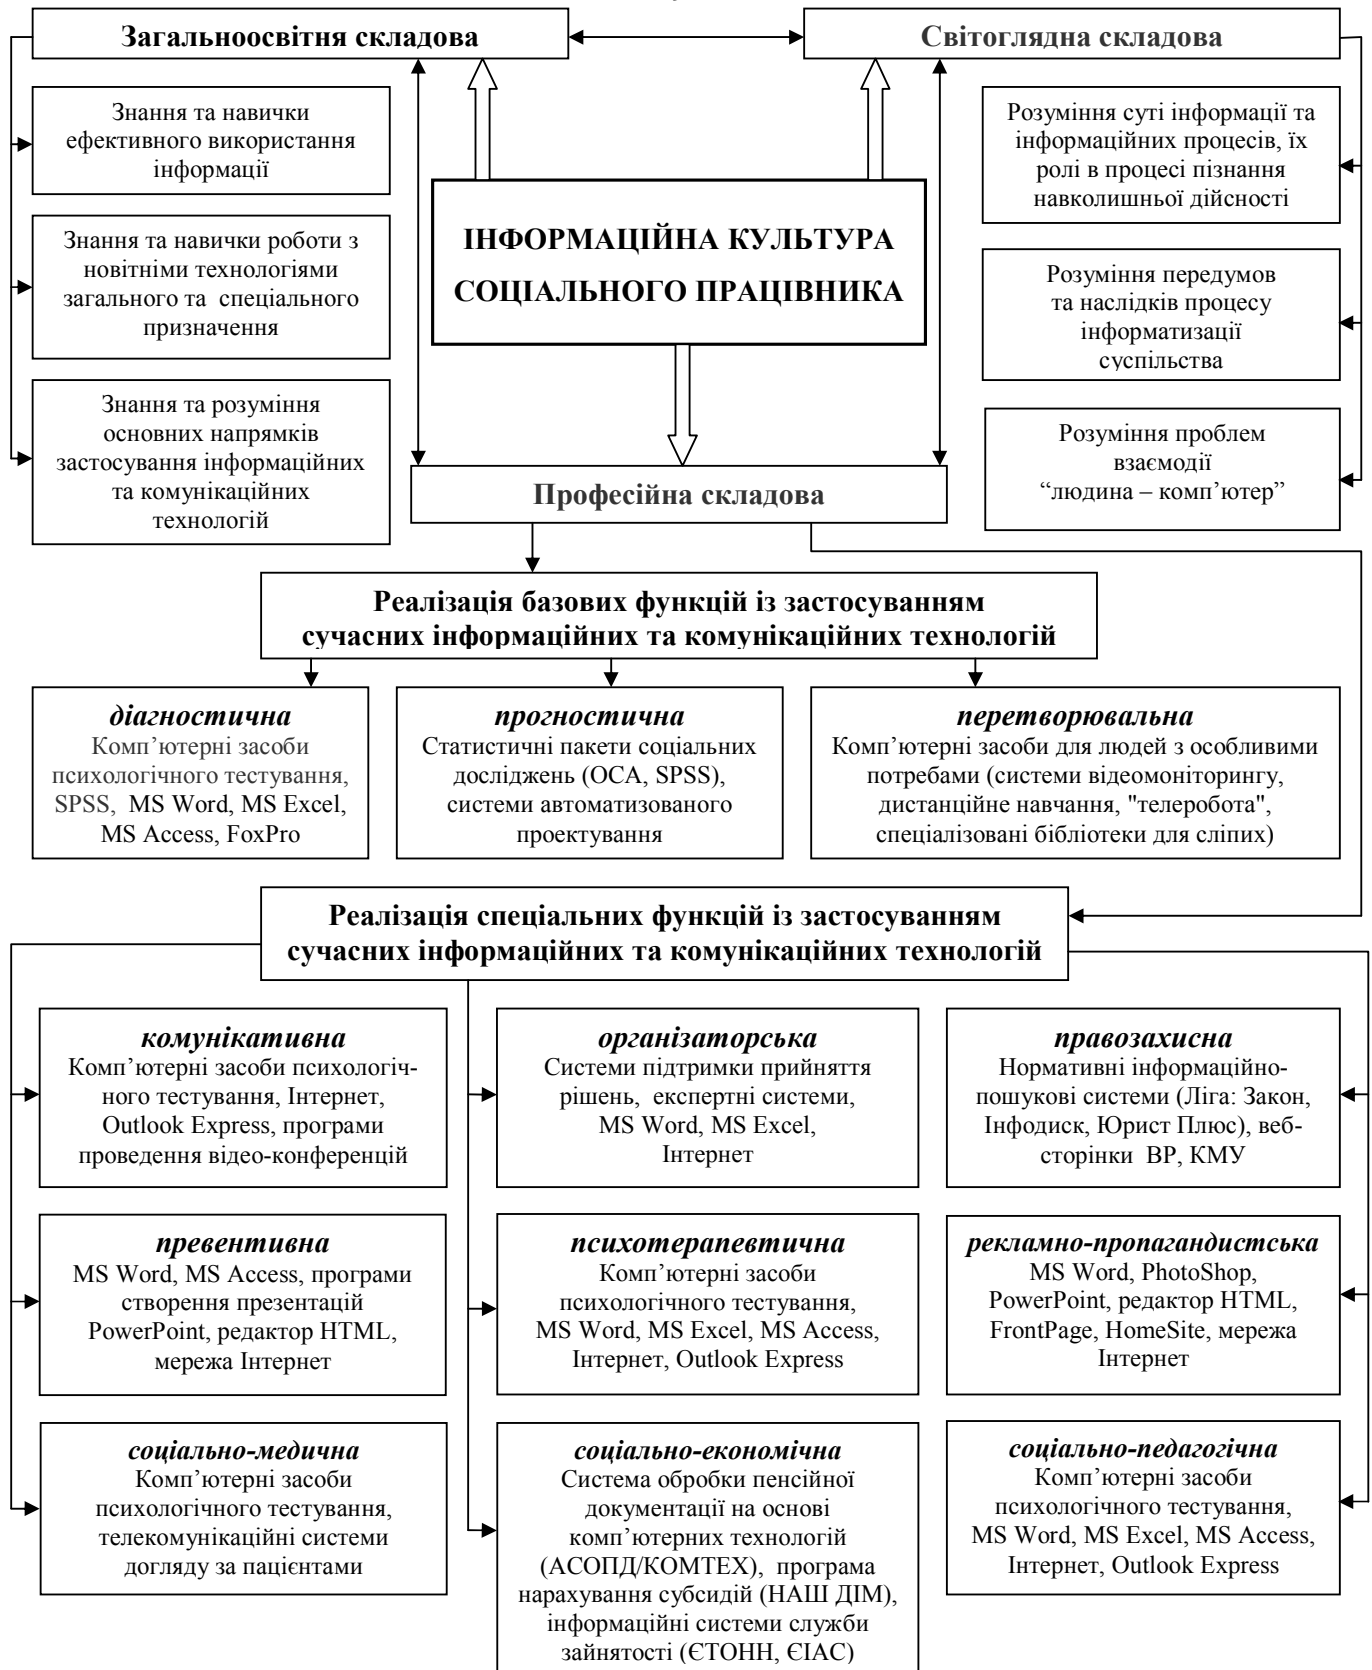 Загальноосвітня складова
Світоглядна складова
Знання та навички
ефективного використання
інформації
Знання та навички роботи з
новітніми технологіями
загального та спеціального
призначення
Знання та розуміння
основних напрямків
застосування інформаційних
та комунікаційних
технологій
ІНФОРМАЦІЙНА КУЛЬТУРА
СОЦІАЛЬНОГО ПРАЦІВНИКА
Розуміння суті інформації та
інформаційних процесів, їх
ролі в процесі пізнання
навколишньої дійсності
Розуміння передумов
та наслідків процесу
інформатизації
суспільства
Розуміння проблем
взаємодії
“людина – комп’ютер”
Професійна складова
Реалізація базових функцій із застосуванням
сучасних інформаційних та комунікаційних технологій
діагностична
Комп’ютерні засоби
психологічного тестування,
SPSS, MS Word, MS Excel,
MS Access, FoxPro
прогностична
Статистичні пакети соціальних
досліджень (ОСА, SPSS),
системи автоматизованого
проектування
перетворювальна
Комп’ютерні засоби для людей з особливими
потребами (системи відеомоніторингу,
дистанційне навчання, "телеробота",
спеціалізовані бібліотеки для сліпих)
Реалізація спеціальних функцій із застосуванням
сучасних інформаційних та комунікаційних технологій
комунікативна
Комп’ютерні засоби психологіч-
ного тестування, Інтернет,
Outlook Express, програми
проведення відео-конференцій
організаторська
Системи підтримки прийняття
рішень, експертні системи,
MS Word, MS Excel,
Інтернет
правозахисна
Нормативні інформаційно-
пошукові системи (Ліга: Закон,
Інфодиск, Юрист Плюс), веб-
сторінки ВР, КМУ
превентивна
MS Word, MS Access, програми
створення презентацій
PowerPoint, редактор HTML,
мережа Інтернет
психотерапевтична
Комп’ютерні засоби
психологічного тестування,
MS Word, MS Excel, MS Access,
Інтернет, Outlook Express
рекламно-пропагандистська
MS Word, PhotoShop,
PowerPoint, редактор HTML,
FrontPage, HomeSite, мережа
Інтернет
соціально-медична
Комп’ютерні засоби
психологічного тестування,
телекомунікаційні системи
догляду за пацієнтами
соціально-економічна
Система обробки пенсійної
документації на основі
комп’ютерних технологій
(АСОПД/КОМТЕХ), програма
нарахування субсидій (НАШ ДІМ),
інформаційні системи служби
зайнятості (ЄТОНН, ЄІАС)
соціально-педагогічна
Комп’ютерні засоби
психологічного тестування,
MS Word, MS Excel, MS Access,
Інтернет, Outlook Express